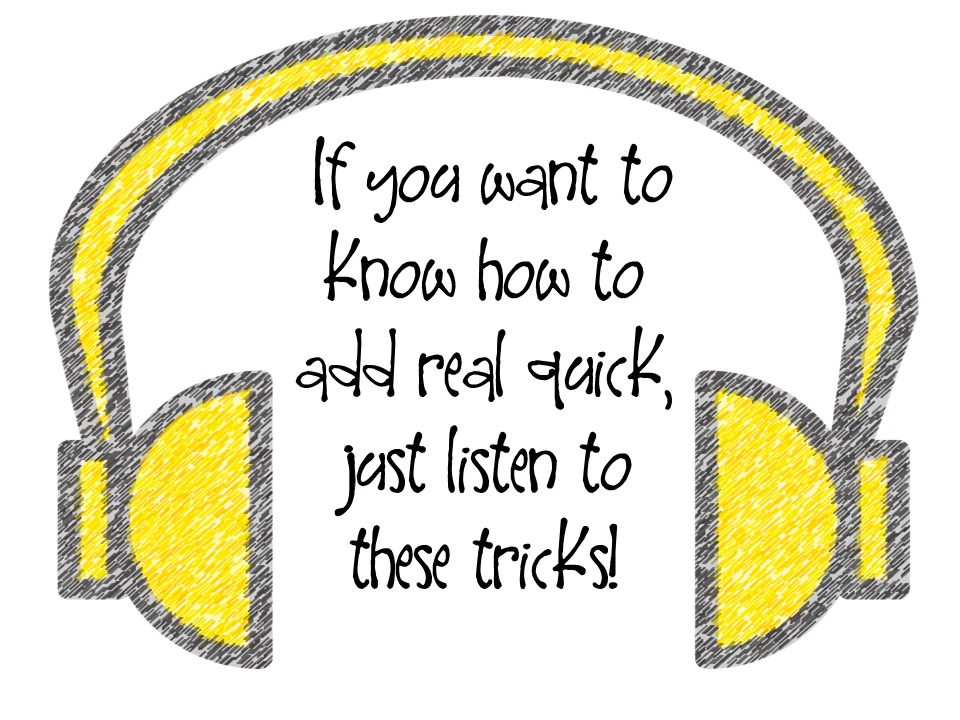 If you want to
know how to
add real quick,
just listen to
these tricks!